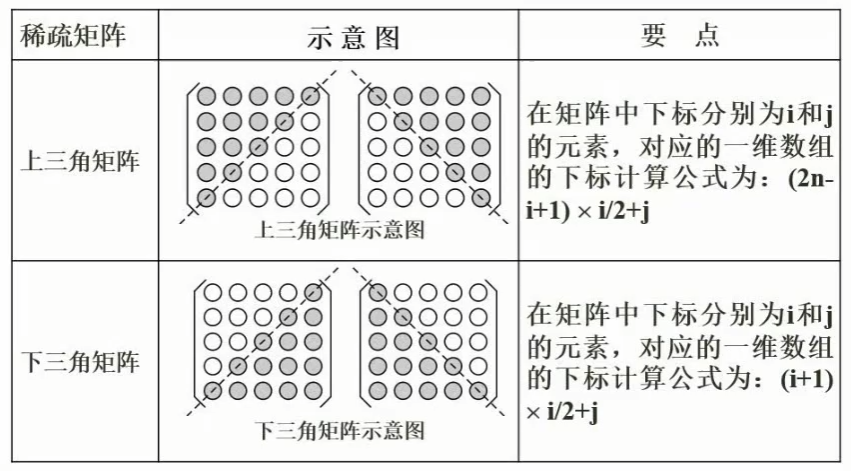 稀疏矩阵 示意图 要 点
上三角矩阵
上三角矩阵示意图
在矩阵中下标分别为i和j
的元素，对应的一维数组
的下标计算公式为：(2n-
i+1) × i/2+j
下三角矩阵
下三角矩阵示意图
在矩阵中下标分别为i和j
的元素，对应的一维数组
的下标计算公式为：(i+1)
× i/2+j